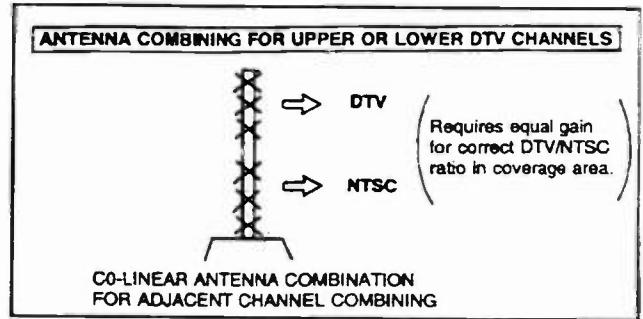 ANTENNA COMBINING FOR UPPER OR LOWER DTV CHANNELS
DTV
Requires equal gain
for correct DTV/NTSC
ratio in coverage area.
NTSC
C0-LINEAR ANTENNA COMBINATION
FOR ADJACENT CHANNEL COMBINING